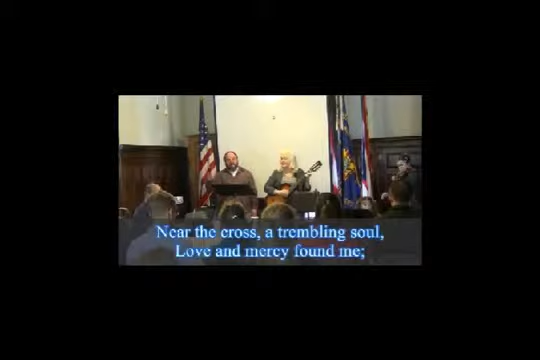 Near the cross, a trembling soul,
Love and mercy found me;